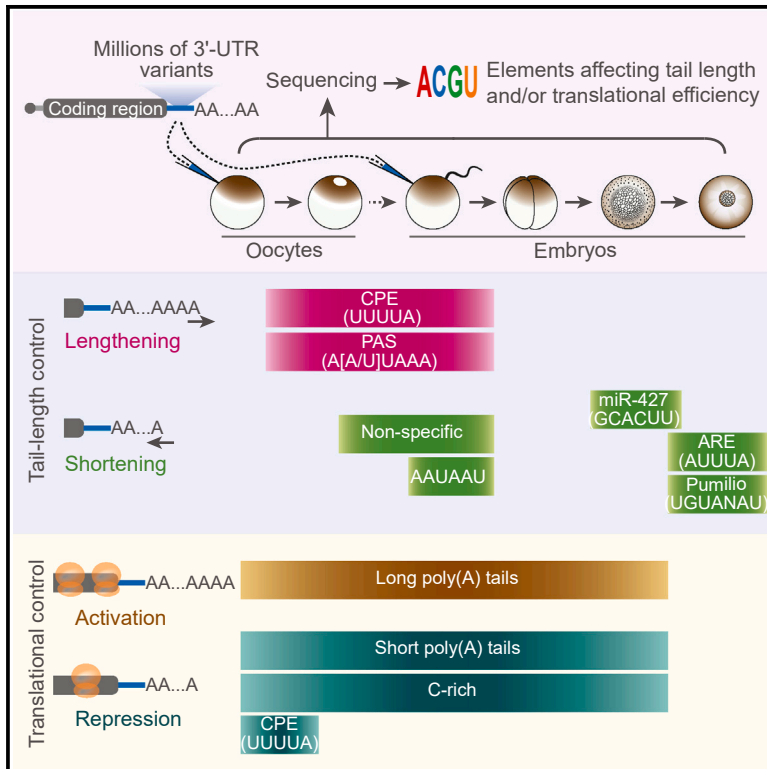 Millions of 3'-UTR
variants
Coding region
AA...AA
Sequencing
ACGU
Elements affecting tail length
and/or translational efficiency
Oocytes
Embryos
Tail-length control
AA...AAAA
Lengthening
CPE
(UUUUA)
PAS
(A[A/U]UAAA)
AA...A
Shortening
Non-specific
AAUAAU
miR-427
(GCACUU)
ARE
(AUUUA)
Pumilio
(UGUANAU)
Translational control
AA...AAAA
Activation
Long poly(A) tails
AA...A
Repression
Short poly(A) tails
C-rich
CPE
(UUUUA)